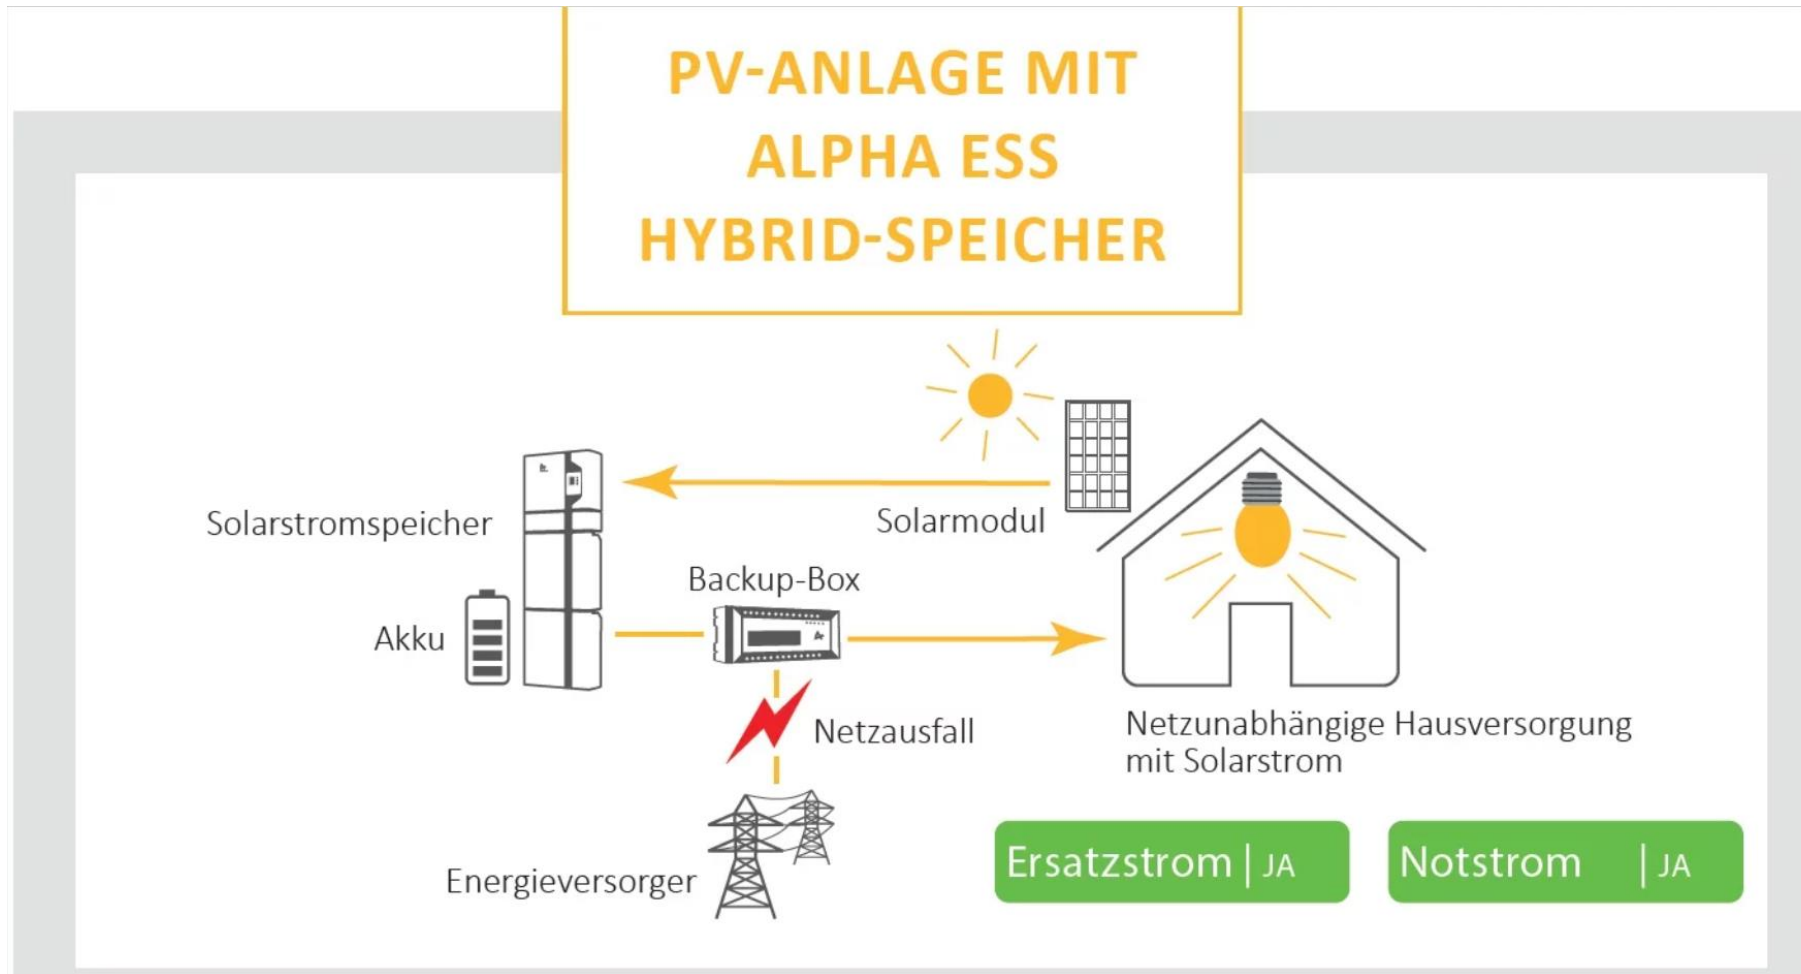 PV-ANLAGE MIT
ALPHA ESS
HYBRID-SPEICHER
Solarstromspeicher
Solarmodul
Backup-Box
Akku
Netzausfall
Netzunabhängige Hausversorgung
mit Solarstrom
Energieversorger
Ersatzstrom | JA
Notstrom | JA